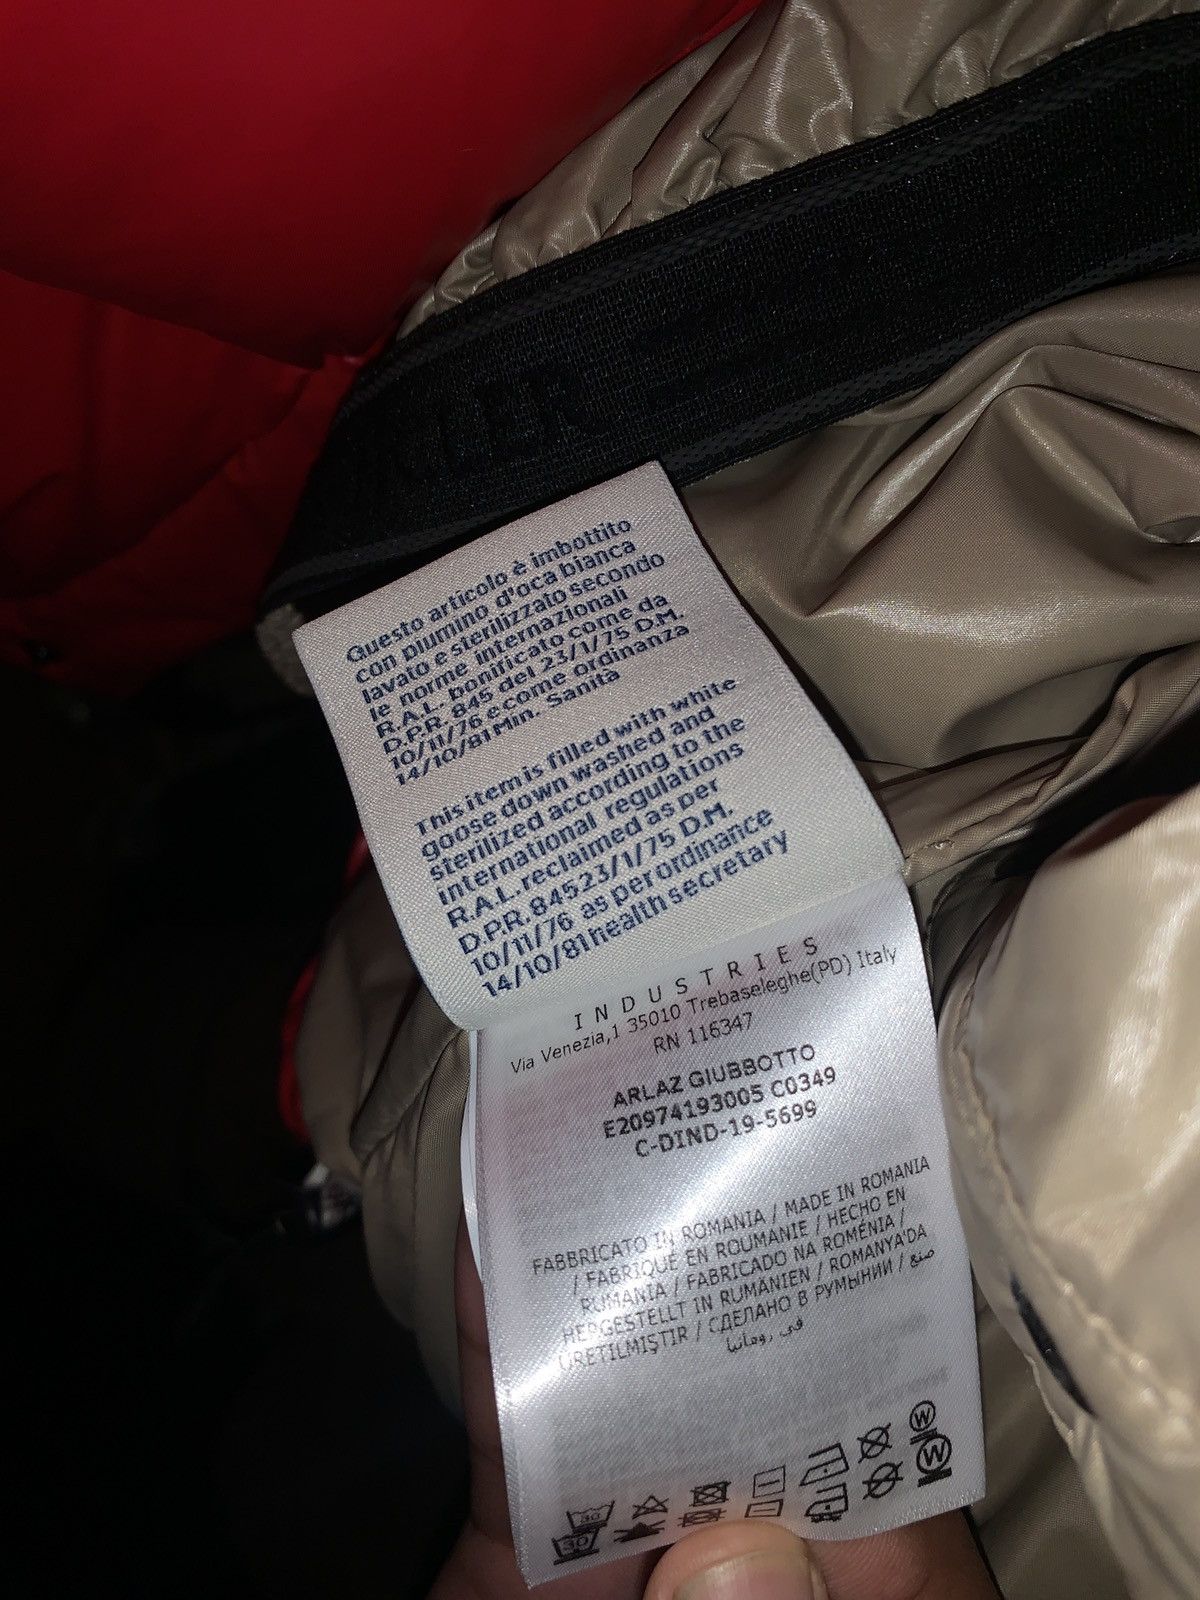 Questo articolo è imbottito
con piumino d'oca bianca
lavato e sterilizzato secondo
le norme internazionali
R.A.L- bonificato come da
D.P.R. 845 del 23/1/75 D.M.
10/11/76 e come ordinanza
14/10/81 Min. Sanità
This item is filled with white
goose down washed and
sterilized according to the
international regulations
R.A.L. reclaimed as per
D.P.R. 84523/1/75 D.M.
10/11/76 as per ordinance
14/10/81 health secretary
INDUSTRIES
Via Venezia,1 35010 Trebaseleghe(PD) Italy
RN 116347
ARLAZ GIUBBOTTO
E20974193005 C0349
C-DIND-19-5699
FABBRICATO IN ROMANIA / MADE IN ROMANIA
/ FABRIQUÉ EN ROUMANIE / HECHO EN
RUMANIA / FABRICADO NA ROMÉNIA /
HERGESTELLT IN RUMÄNIEN / ROMANYA'DA
ÜRETILMIŞTIR / СДЕЛАНО В РУМЫНИИ / صنع
في رومانيا
30
W
30
W